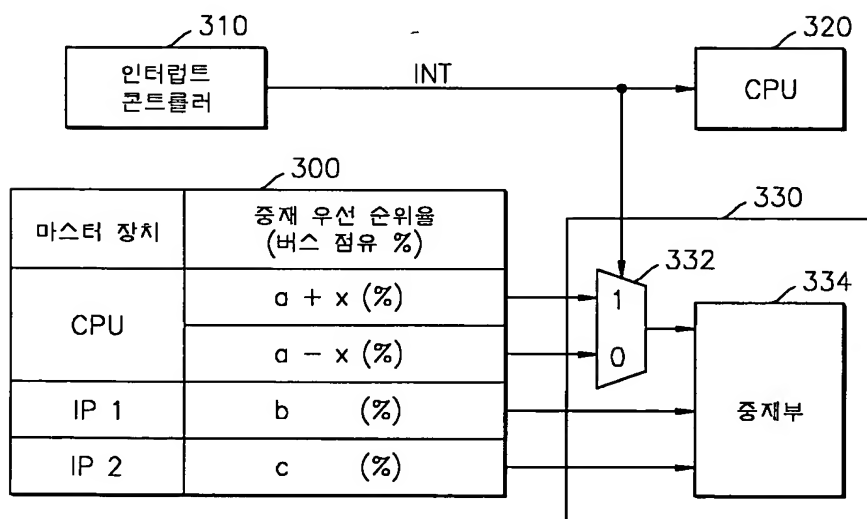 310
인터럽트
콘트롤러
INT
320
CPU
300
마스터 장치
중재 우선 순위율
(버스 점유 %)
CPU
a + x (%)
a - x (%)
IP 1
b (%)
IP 2
c (%)
330
332
1
0
334
중재부